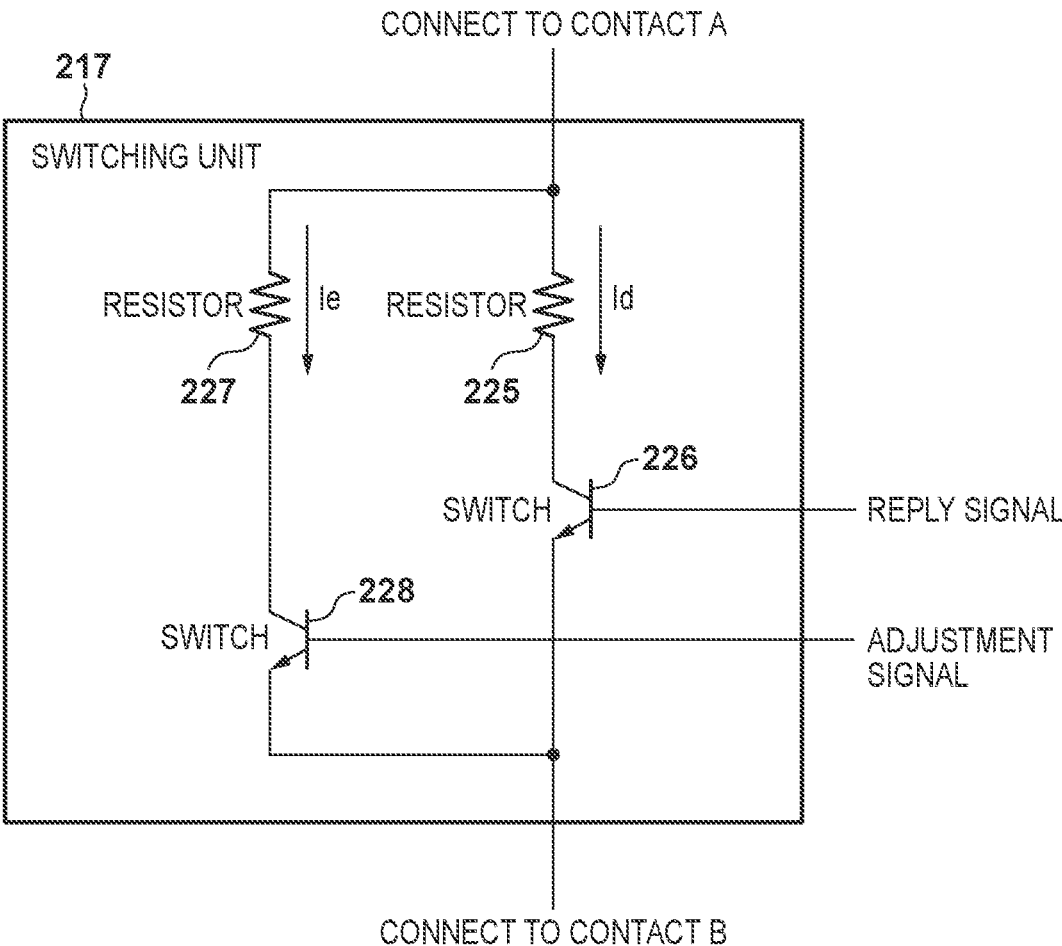 CONNECT TO CONTACT A
217
SWITCHING UNIT
RESISTOR
Ie
RESISTOR
Id
227
225
226
SWITCH
REPLY SIGNAL
228
SWITCH
ADJUSTMENT
SIGNAL
CONNECT TO CONTACT B